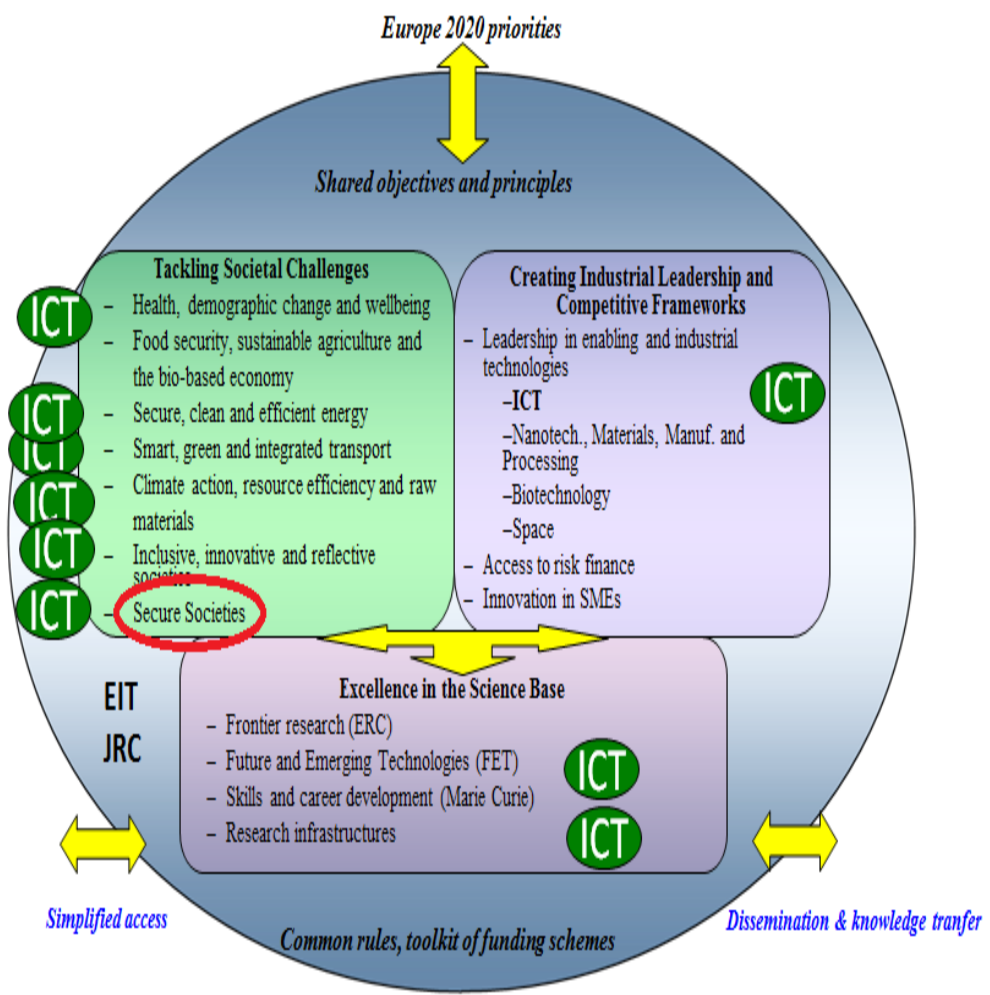 Europe 2020 priorities
Shared objectives and principles
Tackling Societal Challenges
– Health, demographic change and wellbeing
– Food security, sustainable agriculture and
the bio-based economy
– Secure, clean and efficient energy
– Smart, green and integrated transport
– Climate action, resource efficiency and raw
materials
– Inclusive, innovative and reflective
societies
– Secure Societies
ICT
ICT
ICT
ICT
ICT
ICT
Creating Industrial Leadership and
Competitive Frameworks
– Leadership in enabling and industrial
technologies
–ICT
–Nanotech., Materials, Manuf. and
Processing
–Biotechnology
–Space
– Access to risk finance
– Innovation in SMEs
ICT
Excellence in the Science Base
– Frontier research (ERC)
– Future and Emerging Technologies (FET)
– Skills and career development (Marie Curie)
– Research infrastructures
ICT
ICT
EIT
JRC
Simplified access
Dissemination & knowledge tranfer
Common rules, toolkit of funding schemes